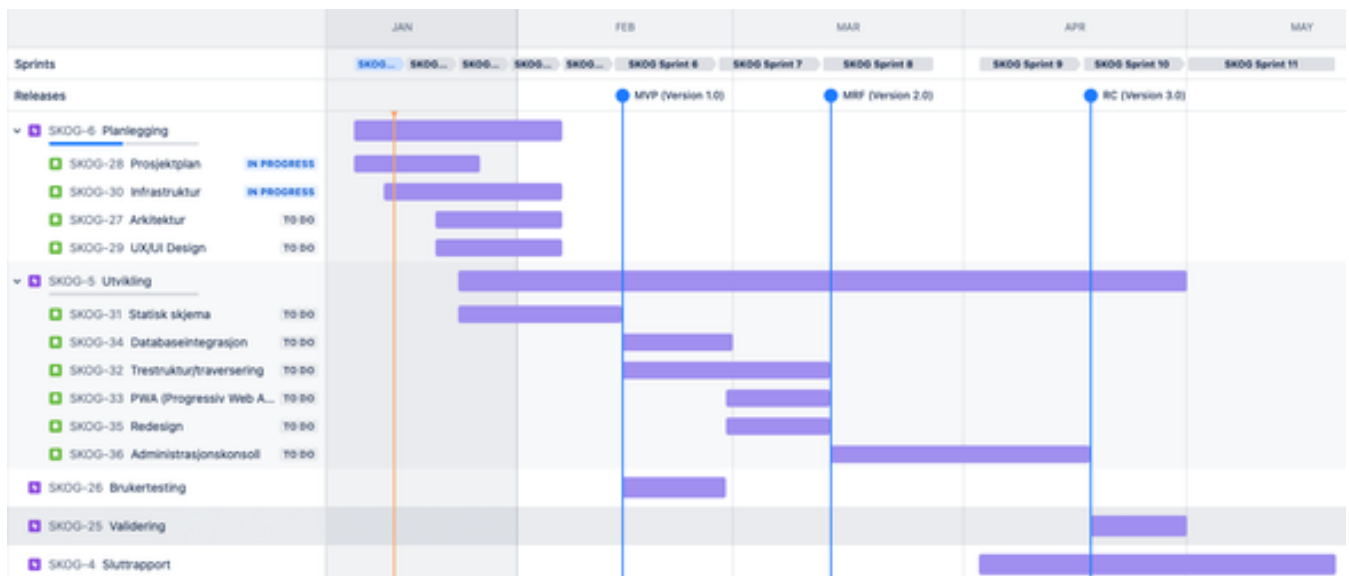 JAN FEB MAR APR MAY
Sprints SKOG... SKOG... SKOG... SKOG... SKOG... SKOG Sprint 6 SKOG Sprint 7 SKOG Sprint 8 SKOG Sprint 9 SKOG Sprint 10 SKOG Sprint 11
Releases MVP (Version 1.0) MRF (Version 2.0) RC (Version 3.0)
SKOG-6 Planlegging
SKOG-28 Prosjektplan IN PROGRESS
SKOG-30 Infrastruktur IN PROGRESS
SKOG-27 Arkitektur TO DO
SKOG-29 UX/UI Design TO DO
SKOG-5 Utvikling
SKOG-31 Statisk skjema TO DO
SKOG-34 Databaseintegrasjon TO DO
SKOG-32 Trestruktur/traversering TO DO
SKOG-33 PWA (Progressiv Web A... TO DO
SKOG-35 Redesign TO DO
SKOG-36 Administrasjonskonsoll TO DO
SKOG-26 Brukertesting
SKOG-25 Validering
SKOG-4 Sluttrapport